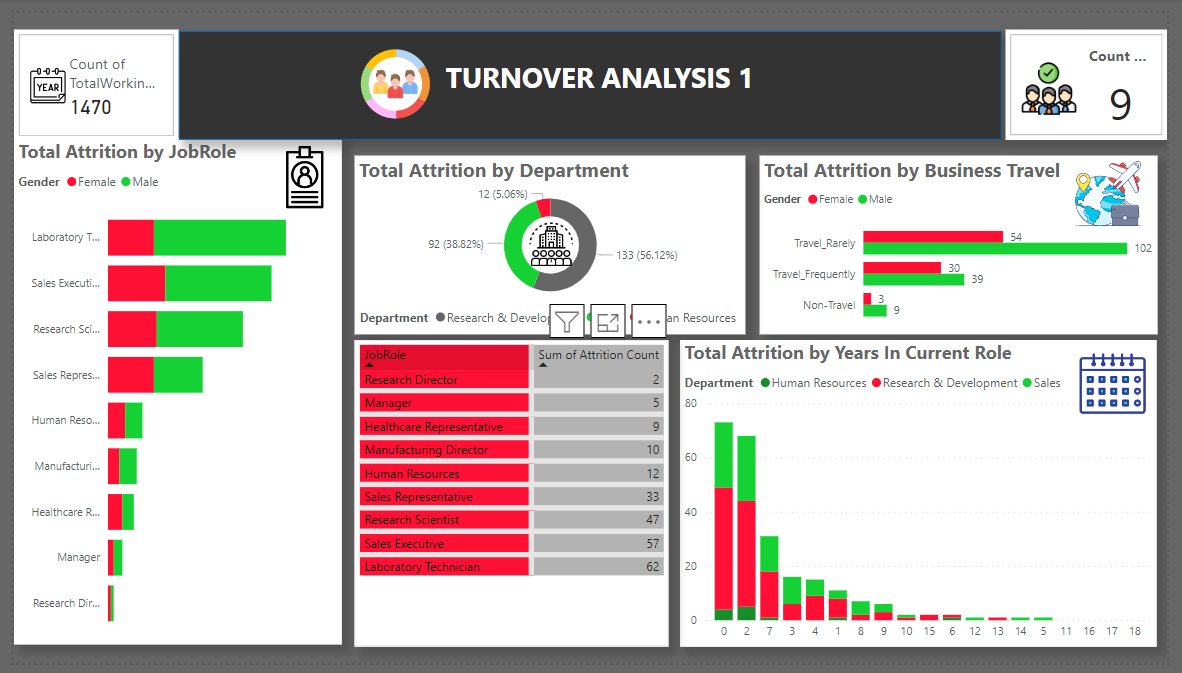 Count of
TotalWorkin...
YEAR
1470
TURNOVER ANALYSIS 1
Count ...
9
Total Attrition by JobRole
Gender Female Male
Laboratory T...
Sales Executi...
Research Sci...
Sales Repres...
Human Reso...
Manufacturi...
Healthcare R...
Manager
Research Dir...
Total Attrition by Department
12 (5.06%)
92 (38.82%)
133 (56.12%)
Department Research & Develop an Resources
Total Attrition by Business Travel
Gender Female Male
Travel_Rarely 54
102
Travel_Frequently 30
39
Non-Travel 3
9
JobRole Sum of Attrition Count
Research Director 2
Manager 5
Healthcare Representative 9
Manufacturing Director 10
Human Resources 12
Sales Representative 33
Research Scientist 47
Sales Executive 57
Laboratory Technician 62
Total Attrition by Years In Current Role
Department Human Resources Research & Development Sales
80
60
40
20
0
0 2 7 3 4 1 8 9 10 15 6 12 13 14 5 11 16 17 18